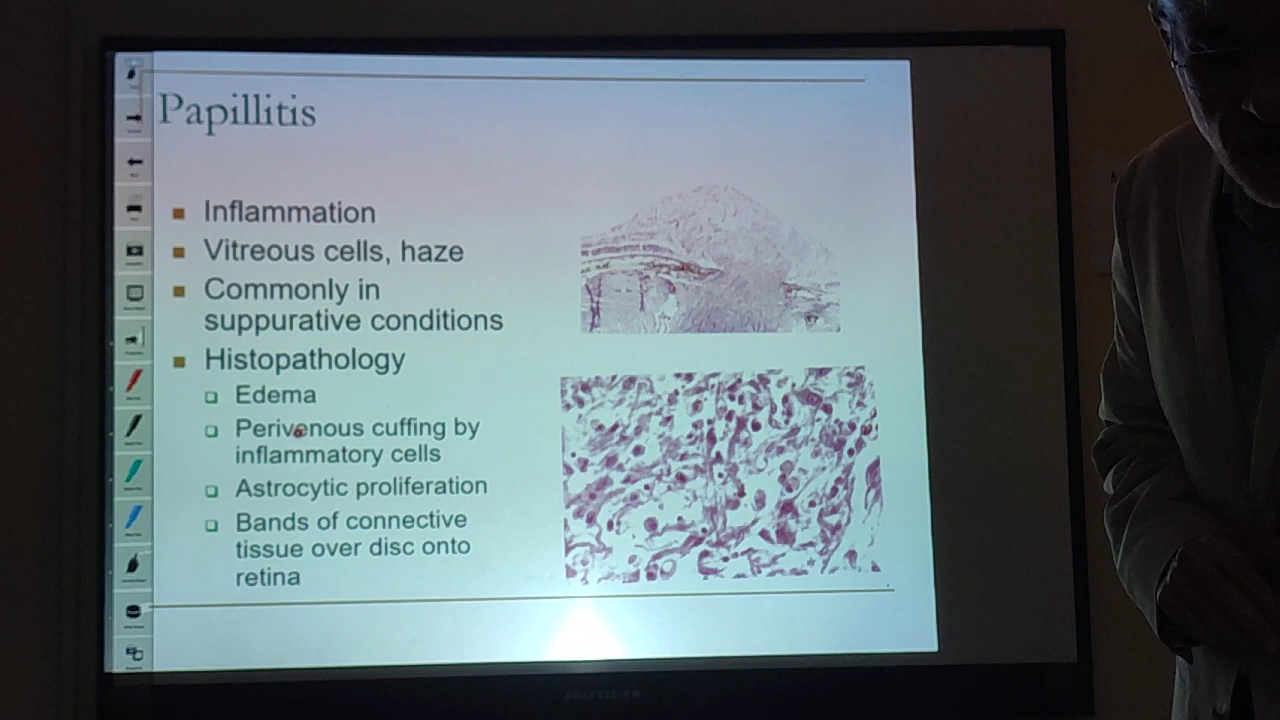 Papillitis
Inflammation
Vitreous cells, haze
Commonly in
suppurative conditions
Histopathology
Edema
Perivenous cuffing by
inflammatory cells
Astrocytic proliferation
Bands of connective
tissue over disc onto
retina
POLYVISION